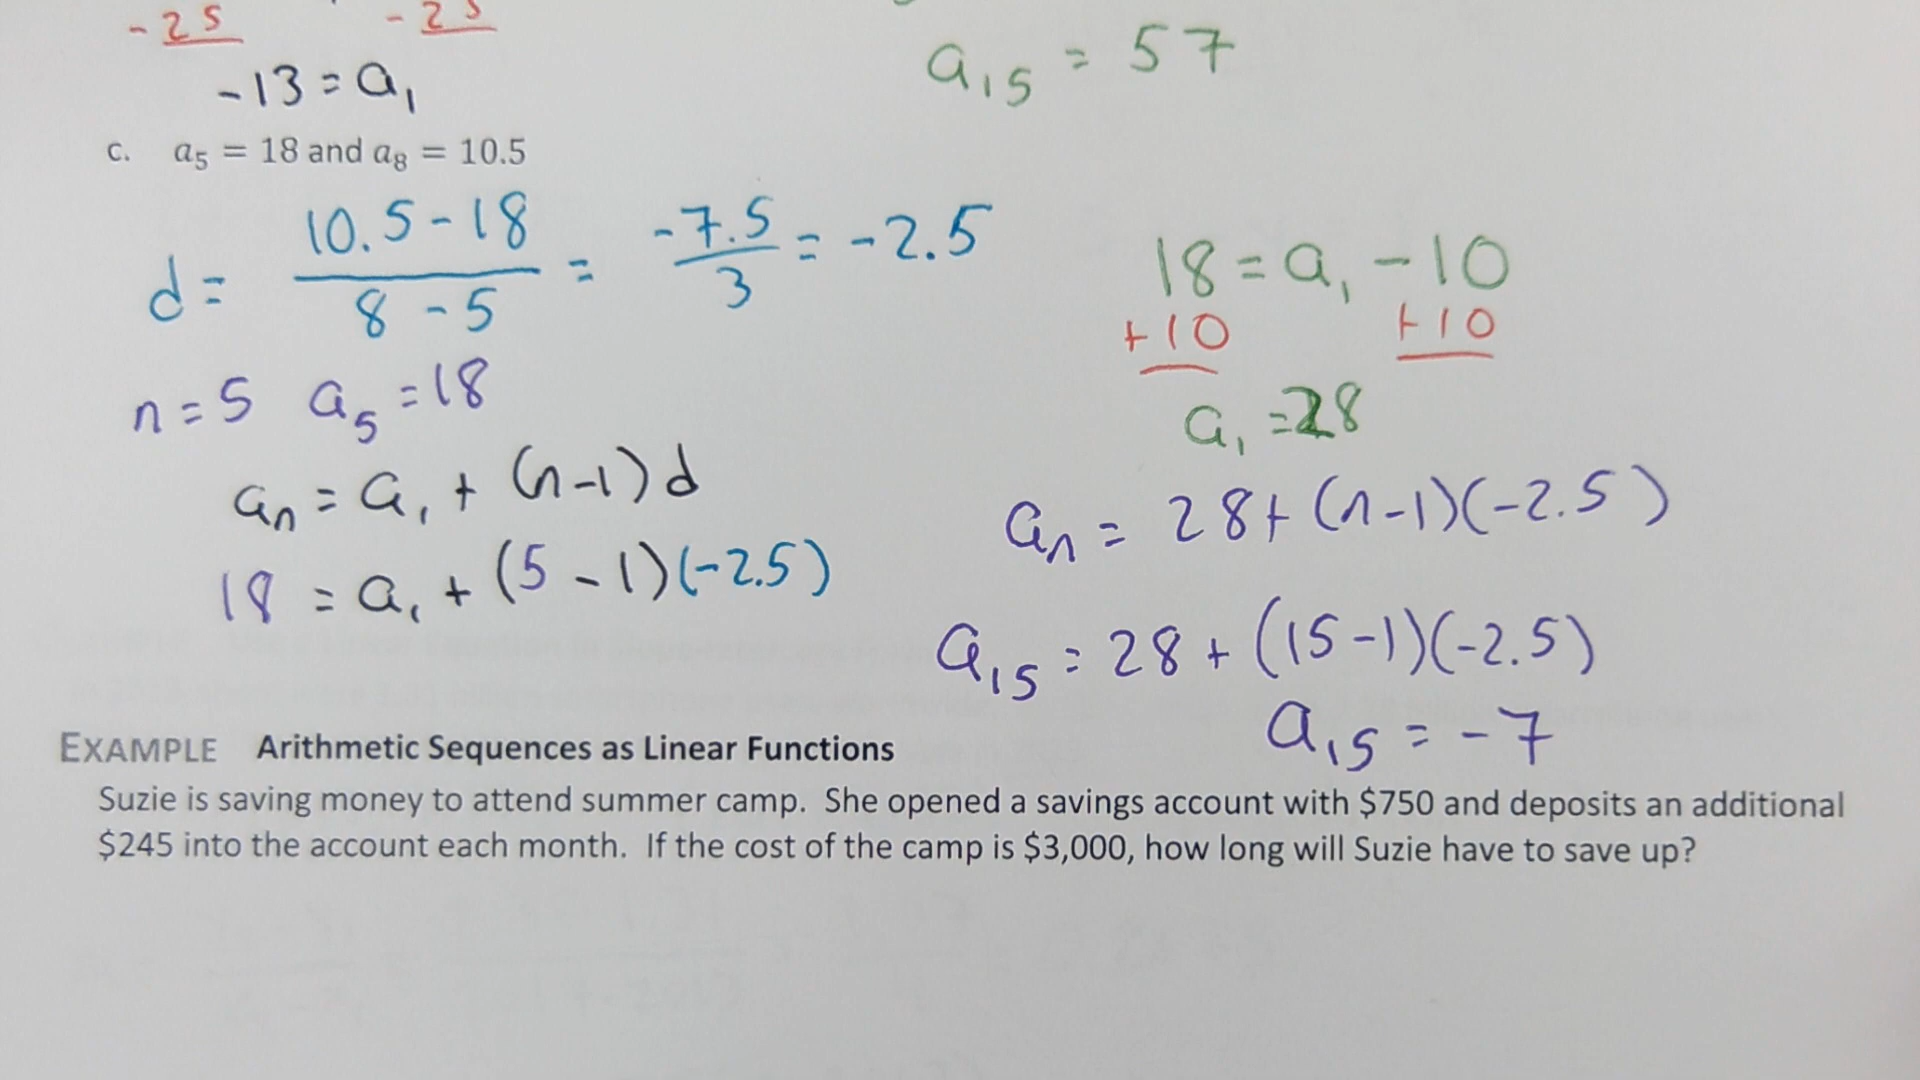 -25 -25
-13 = a₁
a₁₅ = 57
c. a₅ = 18 and a₈ = 10.5
d = (10.5 - 18)/(8 - 5) = -7.5/3 = -2.5
n = 5 a₅ = 18
aₙ = a₁ + (n-1)d
18 = a₁ + (5 - 1)(-2.5)
18 = a₁ - 10
+10 +10
a₁ = 28
aₙ = 28 + (n-1)(-2.5)
a₁₅ = 28 + (15-1)(-2.5)
a₁₅ = -7
EXAMPLE Arithmetic Sequences as Linear Functions
Suzie is saving money to attend summer camp. She opened a savings account with $750 and deposits an additional
$245 into the account each month. If the cost of the camp is $3,000, how long will Suzie have to save up?